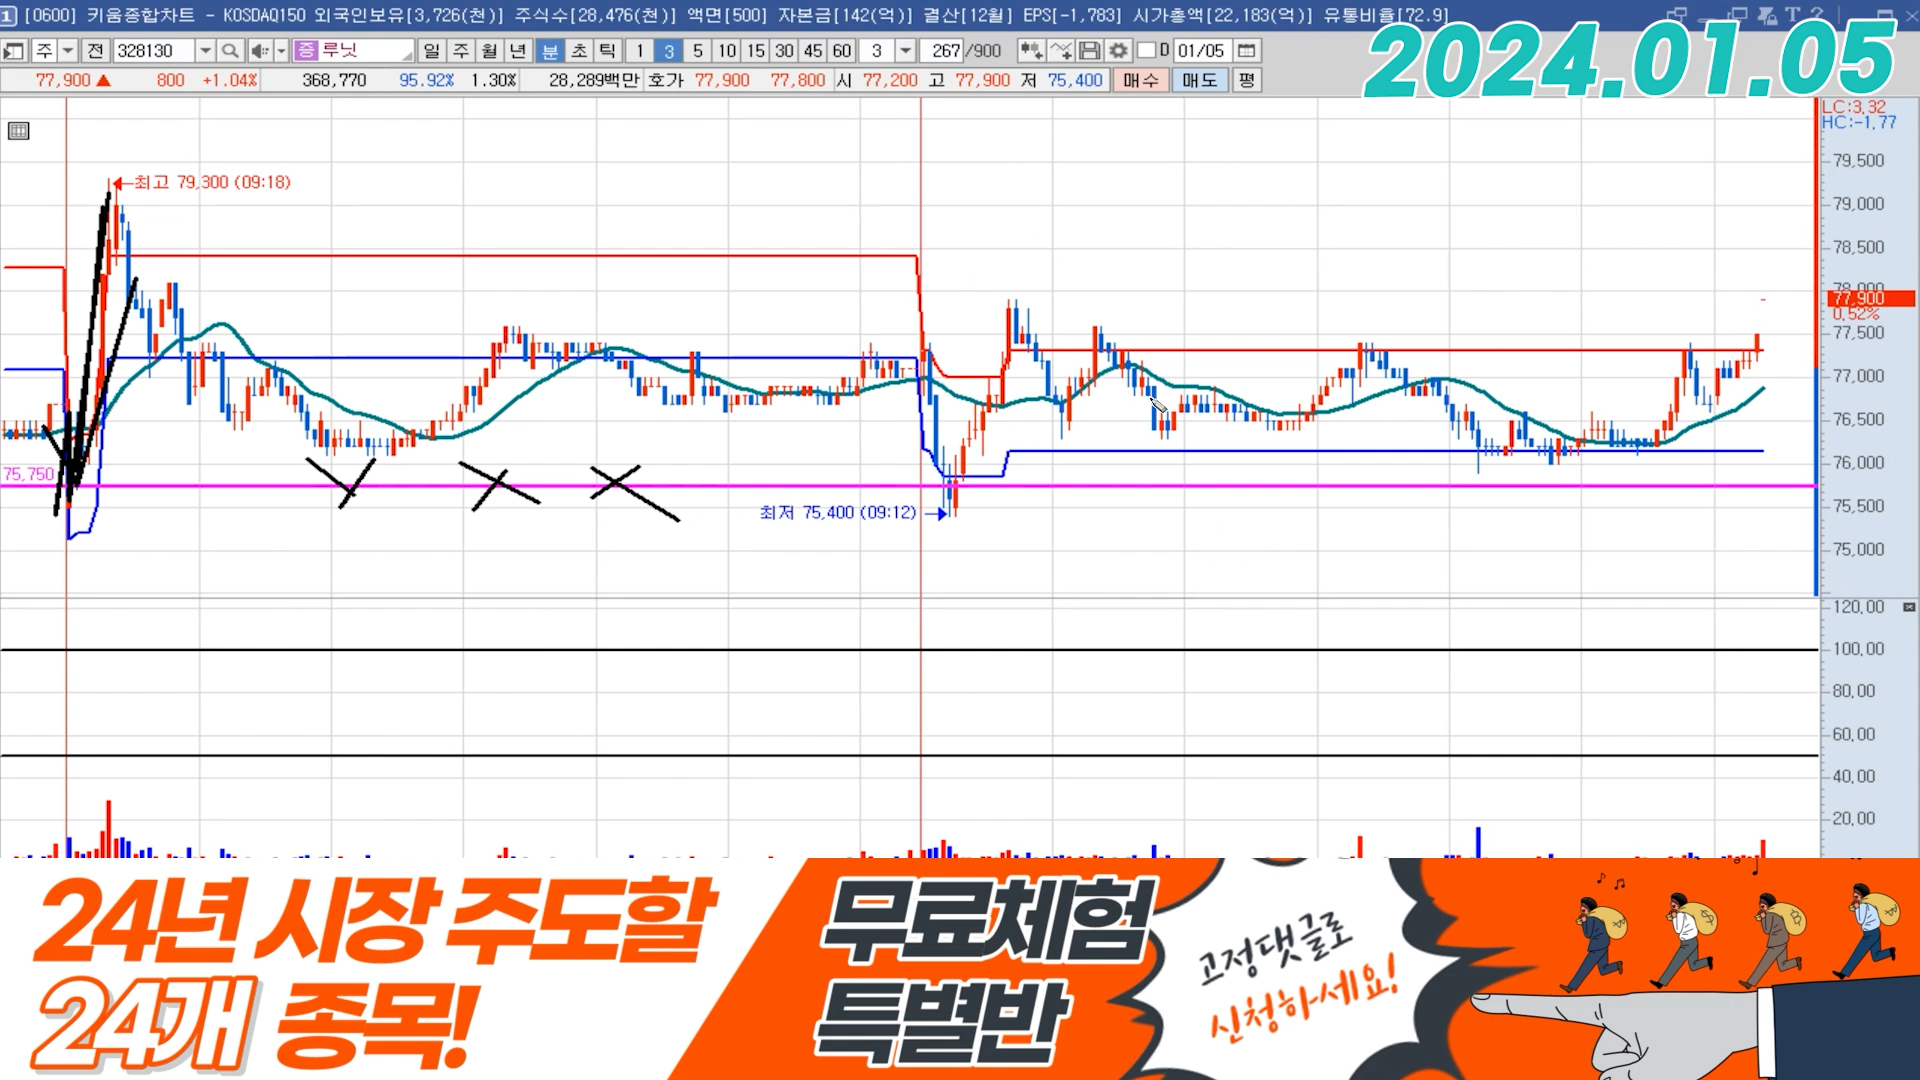 1 [0600] 키움종합차트 - KOSDAQ150 외국인보유[3,726(천)] 주식수[28,476(천)] 액면[500] 자본금[142(억)] 결산[12월] EPS[-1,783] 시가총액[22,183(억)] 유통비율[72.9]
주 전 328130 증 루닛 일 주 월 년 분 초 틱 1 3 5 10 15 30 45 60 3 267/900 D 01/05
2024.01.05
77,900 ▲ 800 +1.04% 368,770 95.92% 1.30% 28,289백만 호가 77,900 77,800 시 77,200 고 77,900 저 75,400 매수 매도 평
LC:3.32
HC:-1.77
79,500
최고 79,300 (09:18)
79,000
78,500
78,000
77,900
0.52%
77,500
77,000
76,500
76,000
75,750
최저 75,400 (09:12)
75,500
75,000
120.00
100.00
80.00
60.00
40.00
20.00
24년 시장 주도할
24개 종목!
무료체험
특별반
고정댓글로
신청하세요!